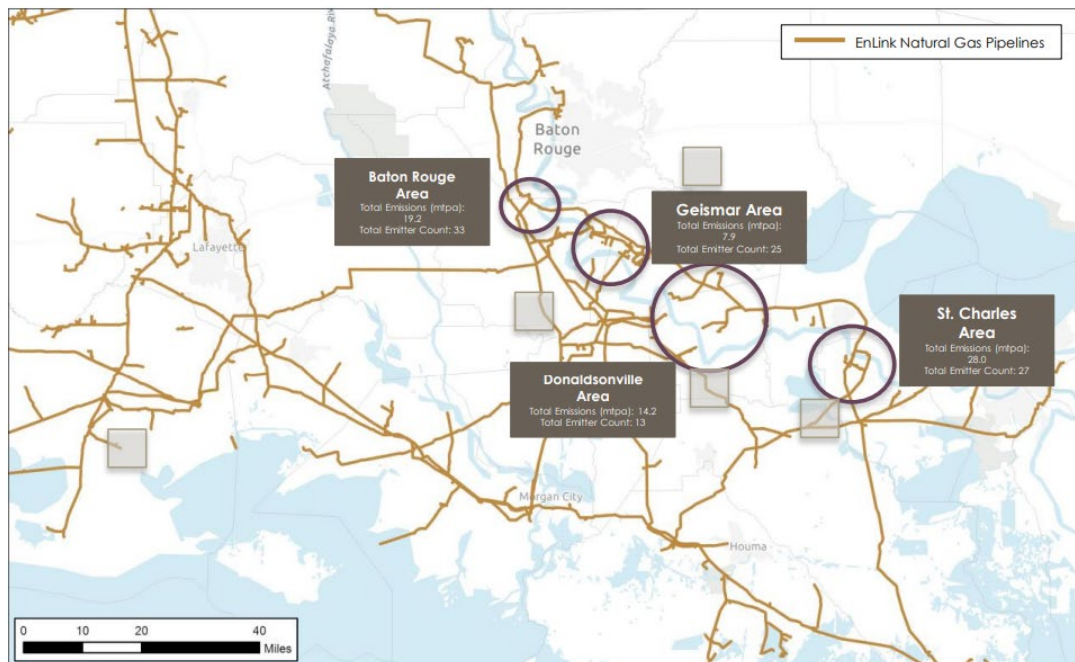 EnLink Natural Gas Pipelines
Atchafalaya Riv
Baton
Rouge
Baton Rouge
Area
Total Emissions (mtpa):
19.2
Total Emitter Count: 33
Geismar Area
Total Emissions (mtpa):
7.9
Total Emitter Count: 25
Lafayette
St. Charles
Area
Total Emissions (mtpa):
28.0
Total Emitter Count: 27
Donaldsonville
Area
Total Emissions (mtpa): 14.2
Total Emitter Count: 13
Morgan City
Houma
0 10 20 40
Miles